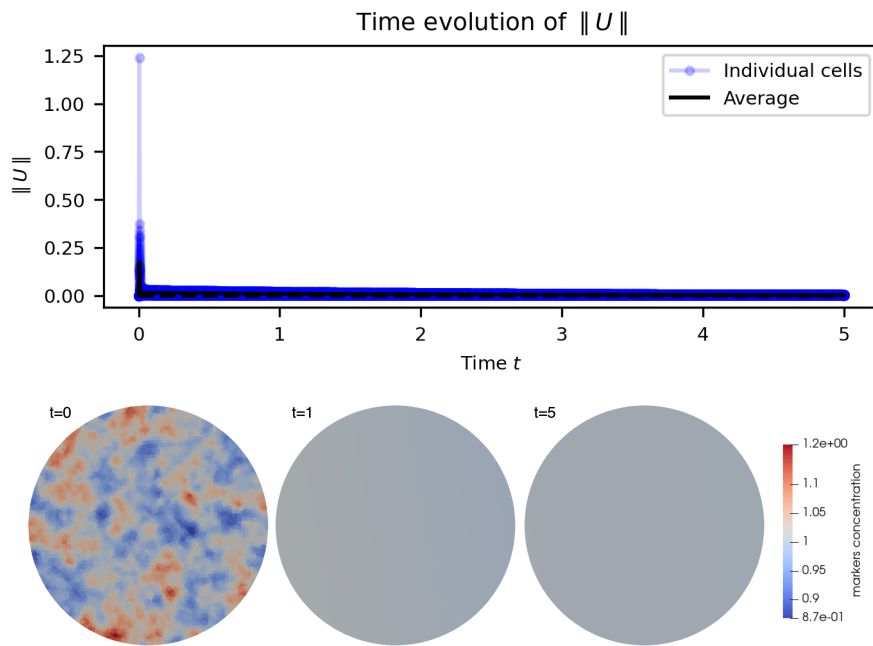 Time evolution of ∥ U ∥
1.25
1.00
0.75
0.50
0.25
0.00
∥ U ∥
Individual cells
Average
0 1 2 3 4 5
Time t
t=0 t=1 t=5
1.2e+00
1.1
1.05
1
0.95
0.9
8.7e-01
markers concentration